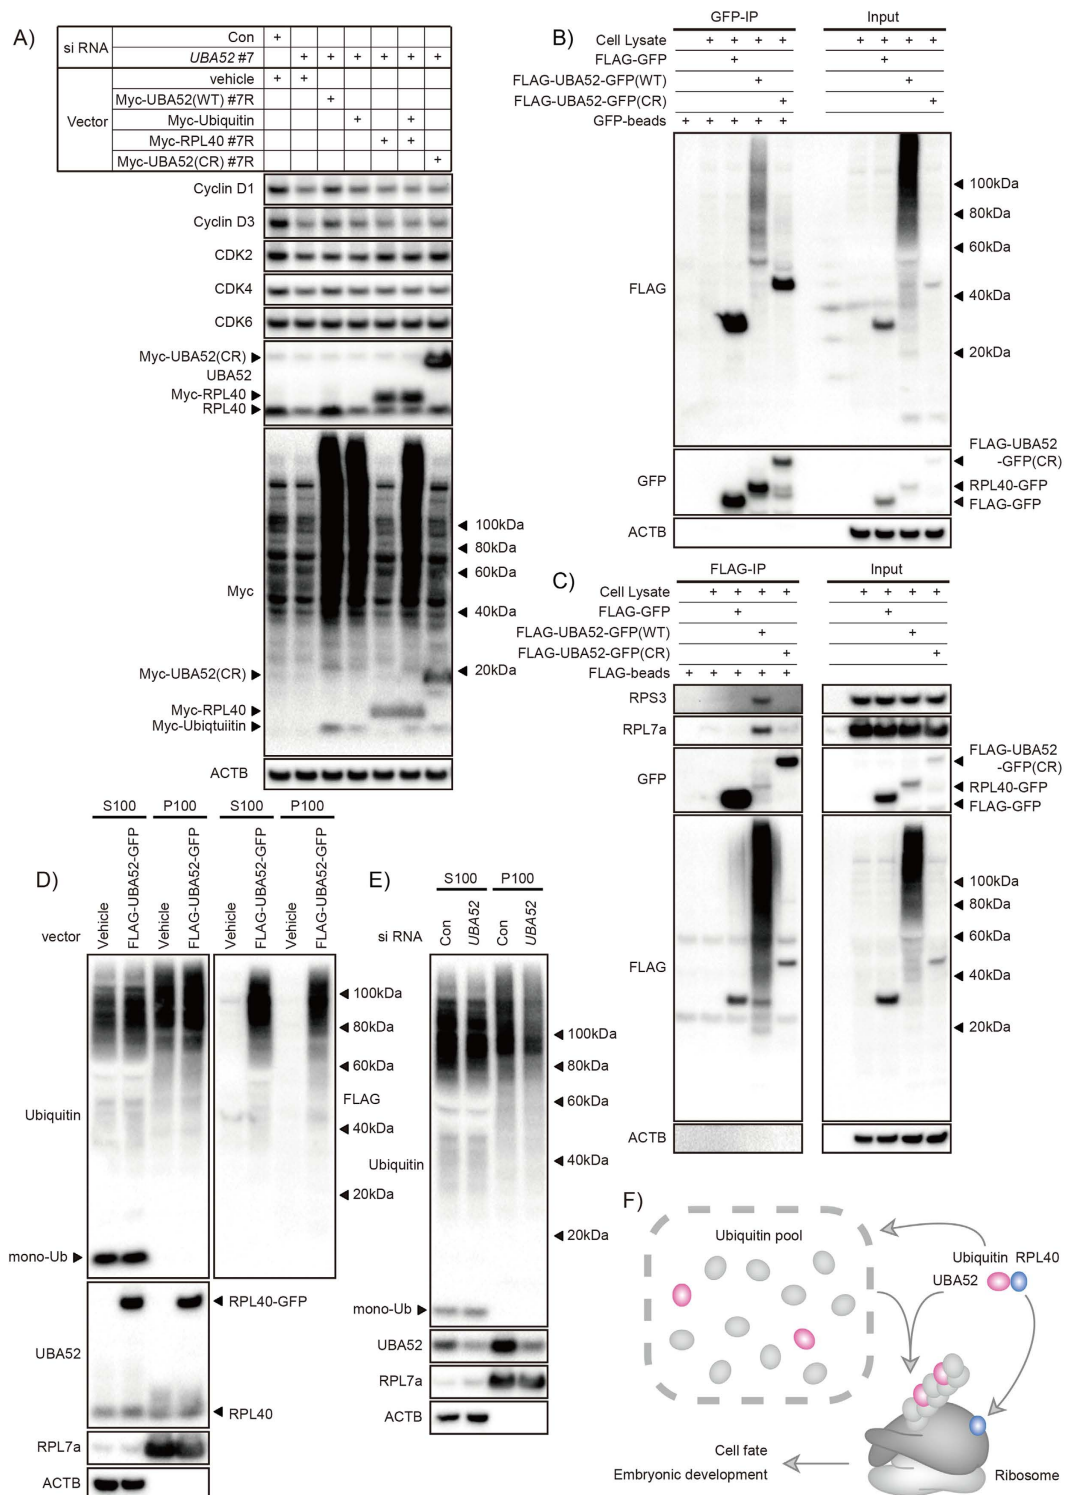 A)
si RNA
Con
+
UBA52 #7
+ + + + + +
Vector
vehicle
+ +
Myc-UBA52(WT) #7R
+
Myc-Ubiquitin
+ +
Myc-RPL40 #7R
+ +
Myc-UBA52(CR) #7R
+
Cyclin D1
Cyclin D3
CDK2
CDK4
CDK6
Myc-UBA52(CR)
UBA52
Myc-RPL40
RPL40
Myc
100kDa
80kDa
60kDa
40kDa
20kDa
Myc-UBA52(CR)
Myc-RPL40
Myc-Ubiqtuiitin
ACTB
B)
GFP-IP Input
Cell Lysate + + + + + + + +
FLAG-GFP + +
FLAG-UBA52-GFP(WT) + +
FLAG-UBA52-GFP(CR) + +
GFP-beads + + + + +
FLAG
100kDa
80kDa
60kDa
40kDa
20kDa
GFP
FLAG-UBA52
-GFP(CR)
RPL40-GFP
FLAG-GFP
ACTB
C)
FLAG-IP Input
Cell Lysate + + + + + + + +
FLAG-GFP + +
FLAG-UBA52-GFP(WT) + +
FLAG-UBA52-GFP(CR) + +
FLAG-beads + + + + +
RPS3
RPL7a
GFP
FLAG-UBA52
-GFP(CR)
RPL40-GFP
FLAG-GFP
FLAG
100kDa
80kDa
60kDa
40kDa
20kDa
ACTB
D)
S100 P100 S100 P100
vector
Vehicle
FLAG-UBA52-GFP
Vehicle
FLAG-UBA52-GFP
Vehicle
FLAG-UBA52-GFP
Vehicle
FLAG-UBA52-GFP
Ubiquitin
100kDa
80kDa
60kDa
FLAG
40kDa
20kDa
mono-Ub
UBA52
RPL40-GFP
RPL40
RPL7a
ACTB
E)
S100 P100
si RNA
Con
UBA52
Con
UBA52
Ubiquitin
100kDa
80kDa
60kDa
40kDa
20kDa
mono-Ub
UBA52
RPL7a
ACTB
F)
Ubiquitin pool
Ubiquitin RPL40
UBA52
Cell fate
Embryonic development
Ribosome